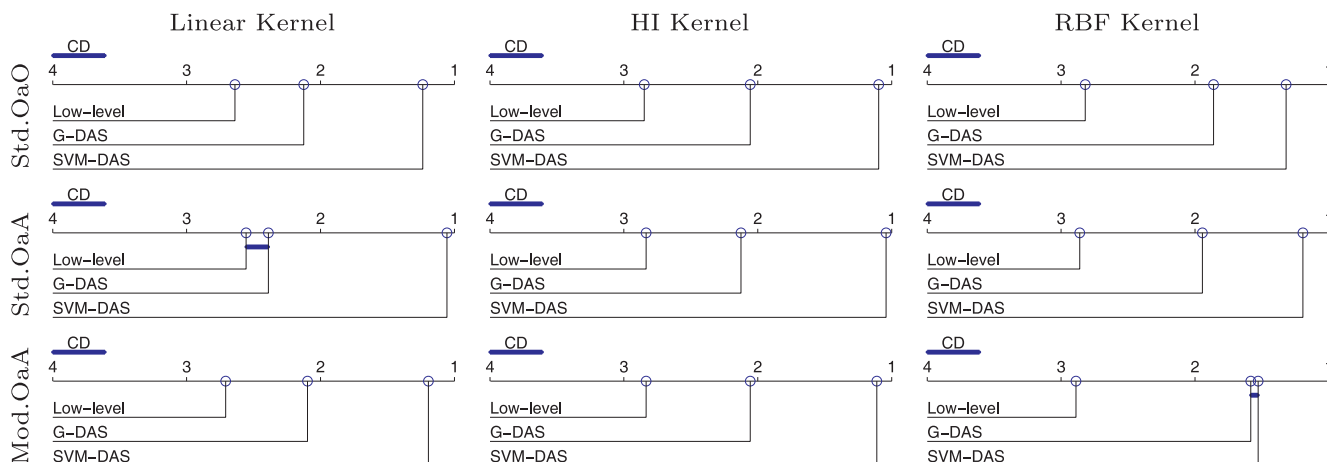 Linear Kernel HI Kernel RBF Kernel
Std.OaO
CD
4 3 2 1
Low-level
G-DAS
SVM-DAS
CD
4 3 2 1
Low-level
G-DAS
SVM-DAS
CD
4 3 2 1
Low-level
G-DAS
SVM-DAS
Std.OaA
CD
4 3 2 1
Low-level
G-DAS
SVM-DAS
CD
4 3 2 1
Low-level
G-DAS
SVM-DAS
CD
4 3 2 1
Low-level
G-DAS
SVM-DAS
Mod.OaA
CD
4 3 2 1
Low-level
G-DAS
SVM-DAS
CD
4 3 2 1
Low-level
G-DAS
SVM-DAS
CD
4 3 2 1
Low-level
G-DAS
SVM-DAS